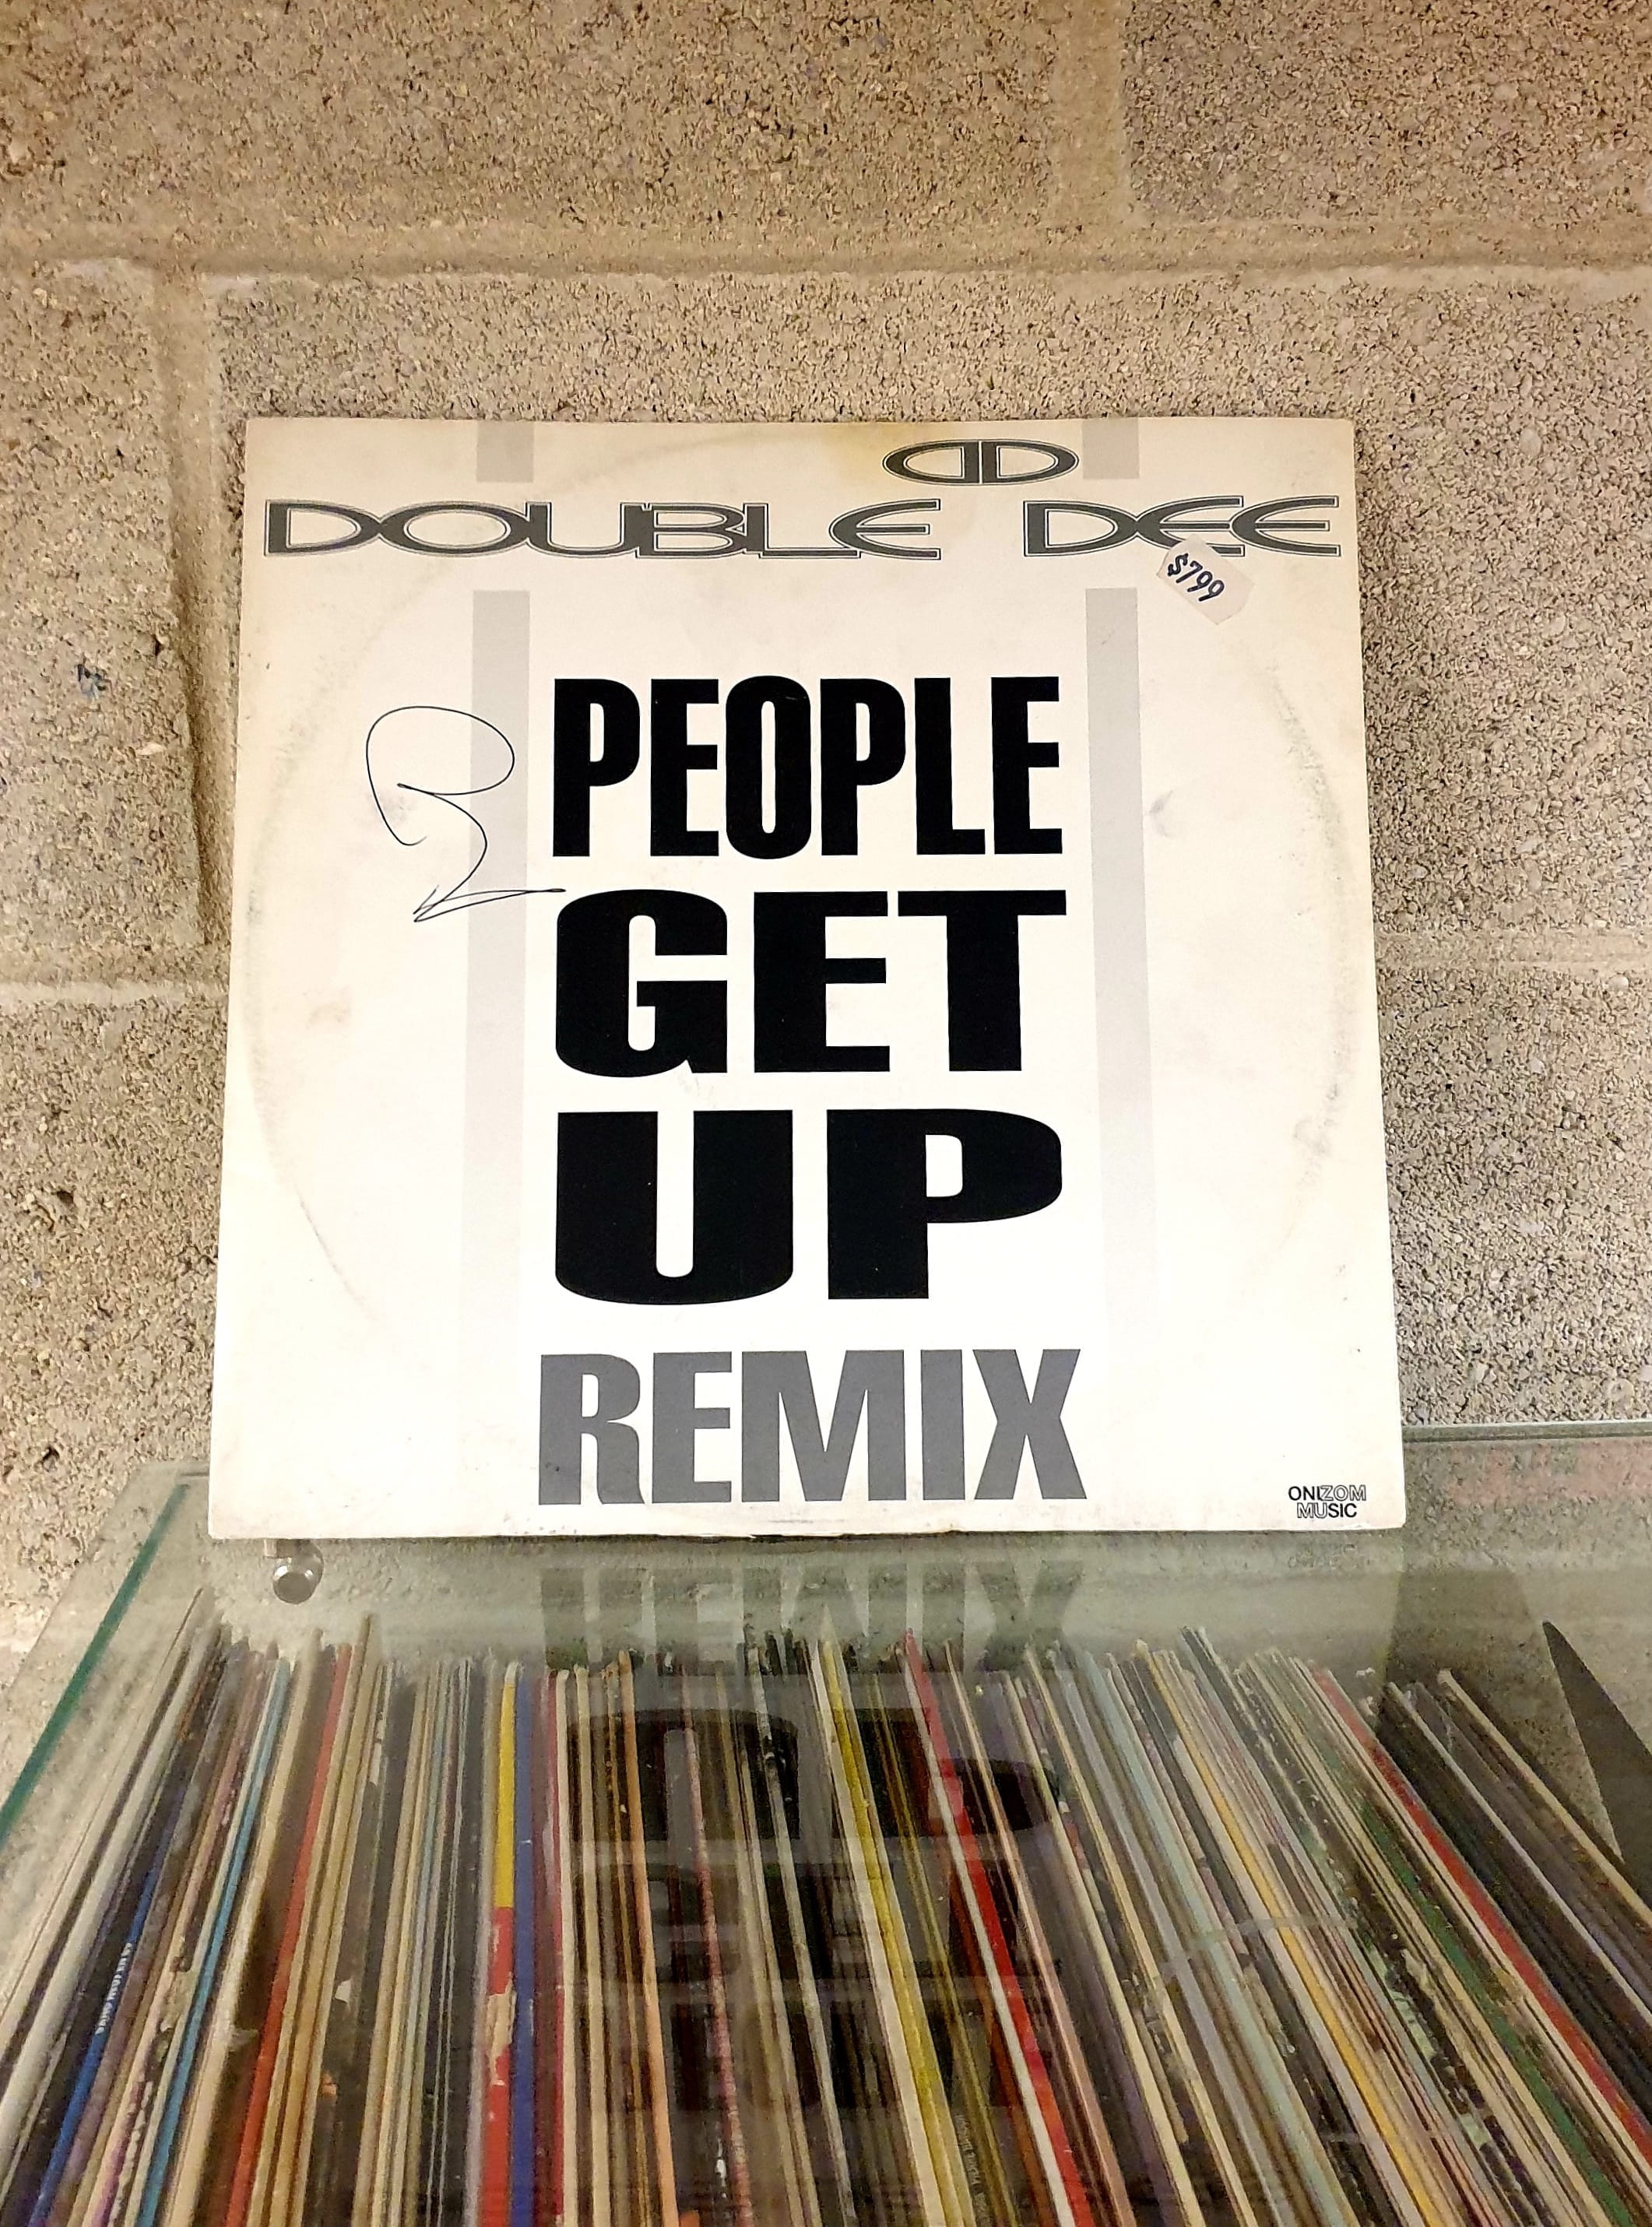 DD
DOUBLE DEE
$799
PEOPLE
GET
UP
REMIX
ONIZOM
MUSIC